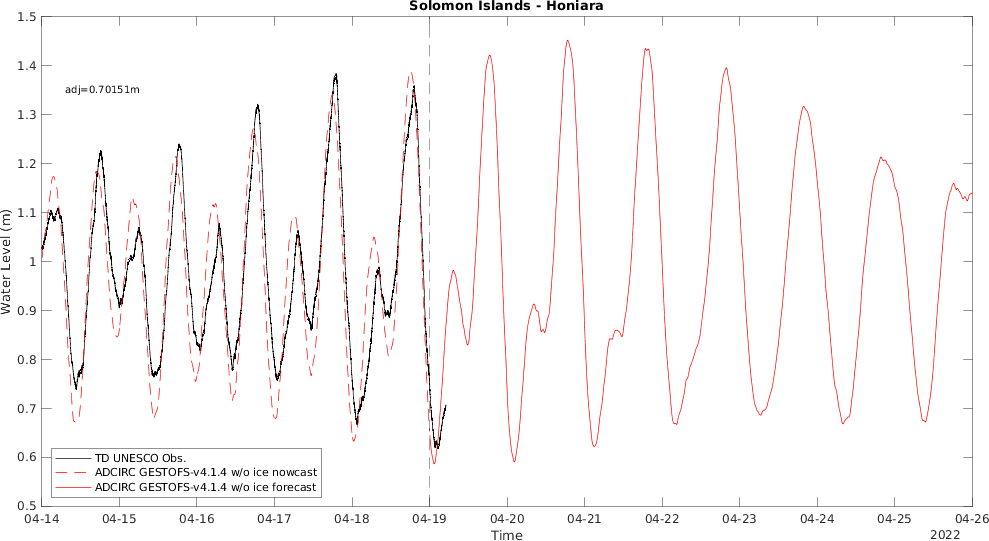 Solomon Islands - Honiara
1.5
1.4
1.3
1.2
1.1
1
0.9
0.8
0.7
0.6
0.5
Water Level (m)
adj=0.70151m
TD UNESCO Obs.
ADCIRC GESTOFS-v4.1.4 w/o ice nowcast
ADCIRC GESTOFS-v4.1.4 w/o ice forecast
04-14 04-15 04-16 04-17 04-18 04-19 04-20 04-21 04-22 04-23 04-24 04-25 04-26
Time
2022